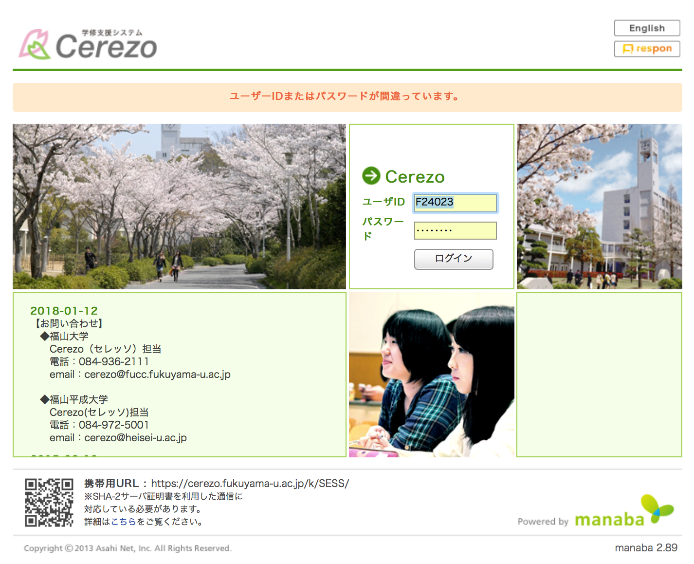 学修支援システム
Cerezo
English
respon
ユーザーIDまたはパスワードが間違っています。
Cerezo
ユーザID
F24023
パスワー
ド
········
ログイン
2018-01-12
【お問い合わせ】
◆福山大学
Cerezo（セレッソ）担当
電話：084-936-2111
email：cerezo@fucc.fukuyama-u.ac.jp
◆福山平成大学
Cerezo(セレッソ)担当
電話：084-972-5001
email：cerezo@heisei-u.ac.jp
携帯用URL：https://cerezo.fukuyama-u.ac.jp/k/SESS/
※SHA-2サーバ証明書を利用した通信に
対応している必要があります。
詳細はこちらをご覧ください。
Powered by manaba
Copyright © 2013 Asahi Net, Inc. All Rights Reserved.
manaba 2.89